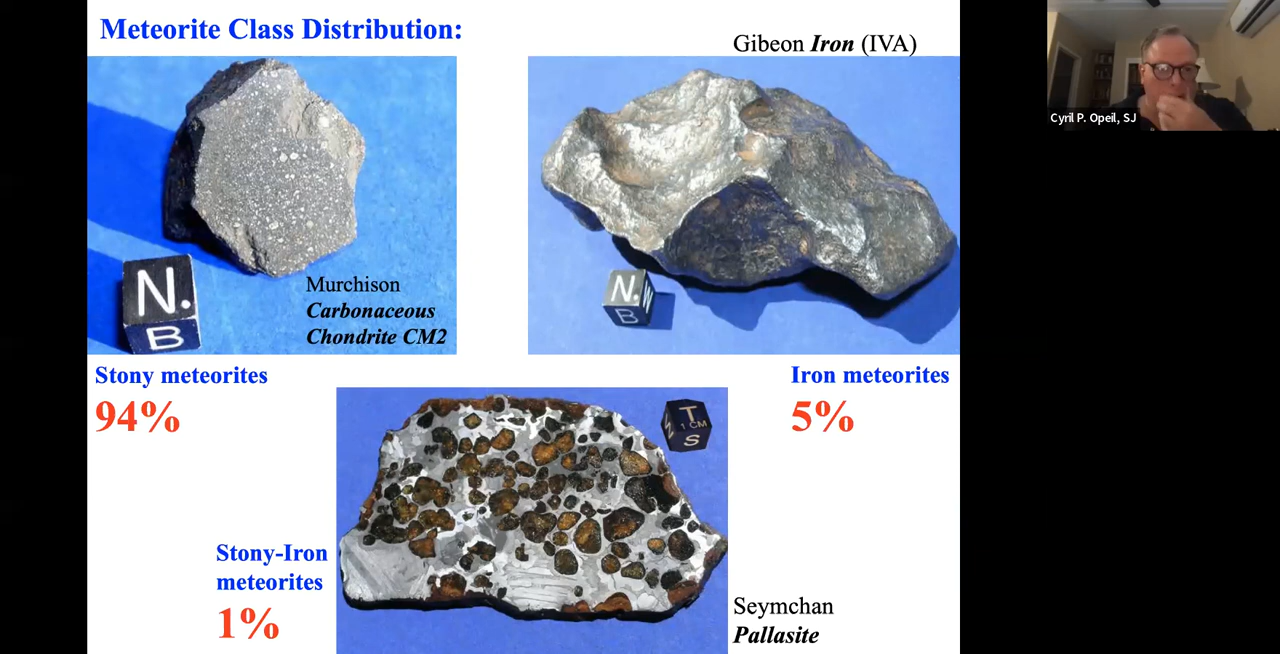 Meteorite Class Distribution:
Gibeon Iron (IVA)
Cyril P. Opeil, SJ
N.
B
Murchison
Carbonaceous
Chondrite CM2
N.
B
Stony meteorites
94%
Iron meteorites
5%
T
1 CM
S
Stony-Iron
meteorites
1%
Seymchan
Pallasite